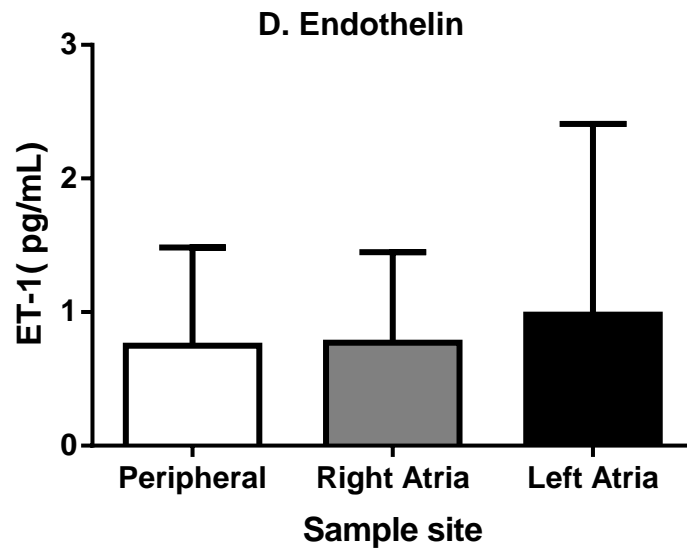 D. Endothelin
3
2
1
0
ET-1( pg/mL)
Peripheral
Right Atria
Left Atria
Sample site